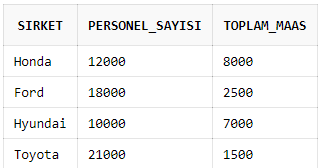 SIRKET PERSONEL_SAYISI TOPLAM_MAAS
Honda 12000 8000
Ford 18000 2500
Hyundai 10000 7000
Toyota 21000 1500